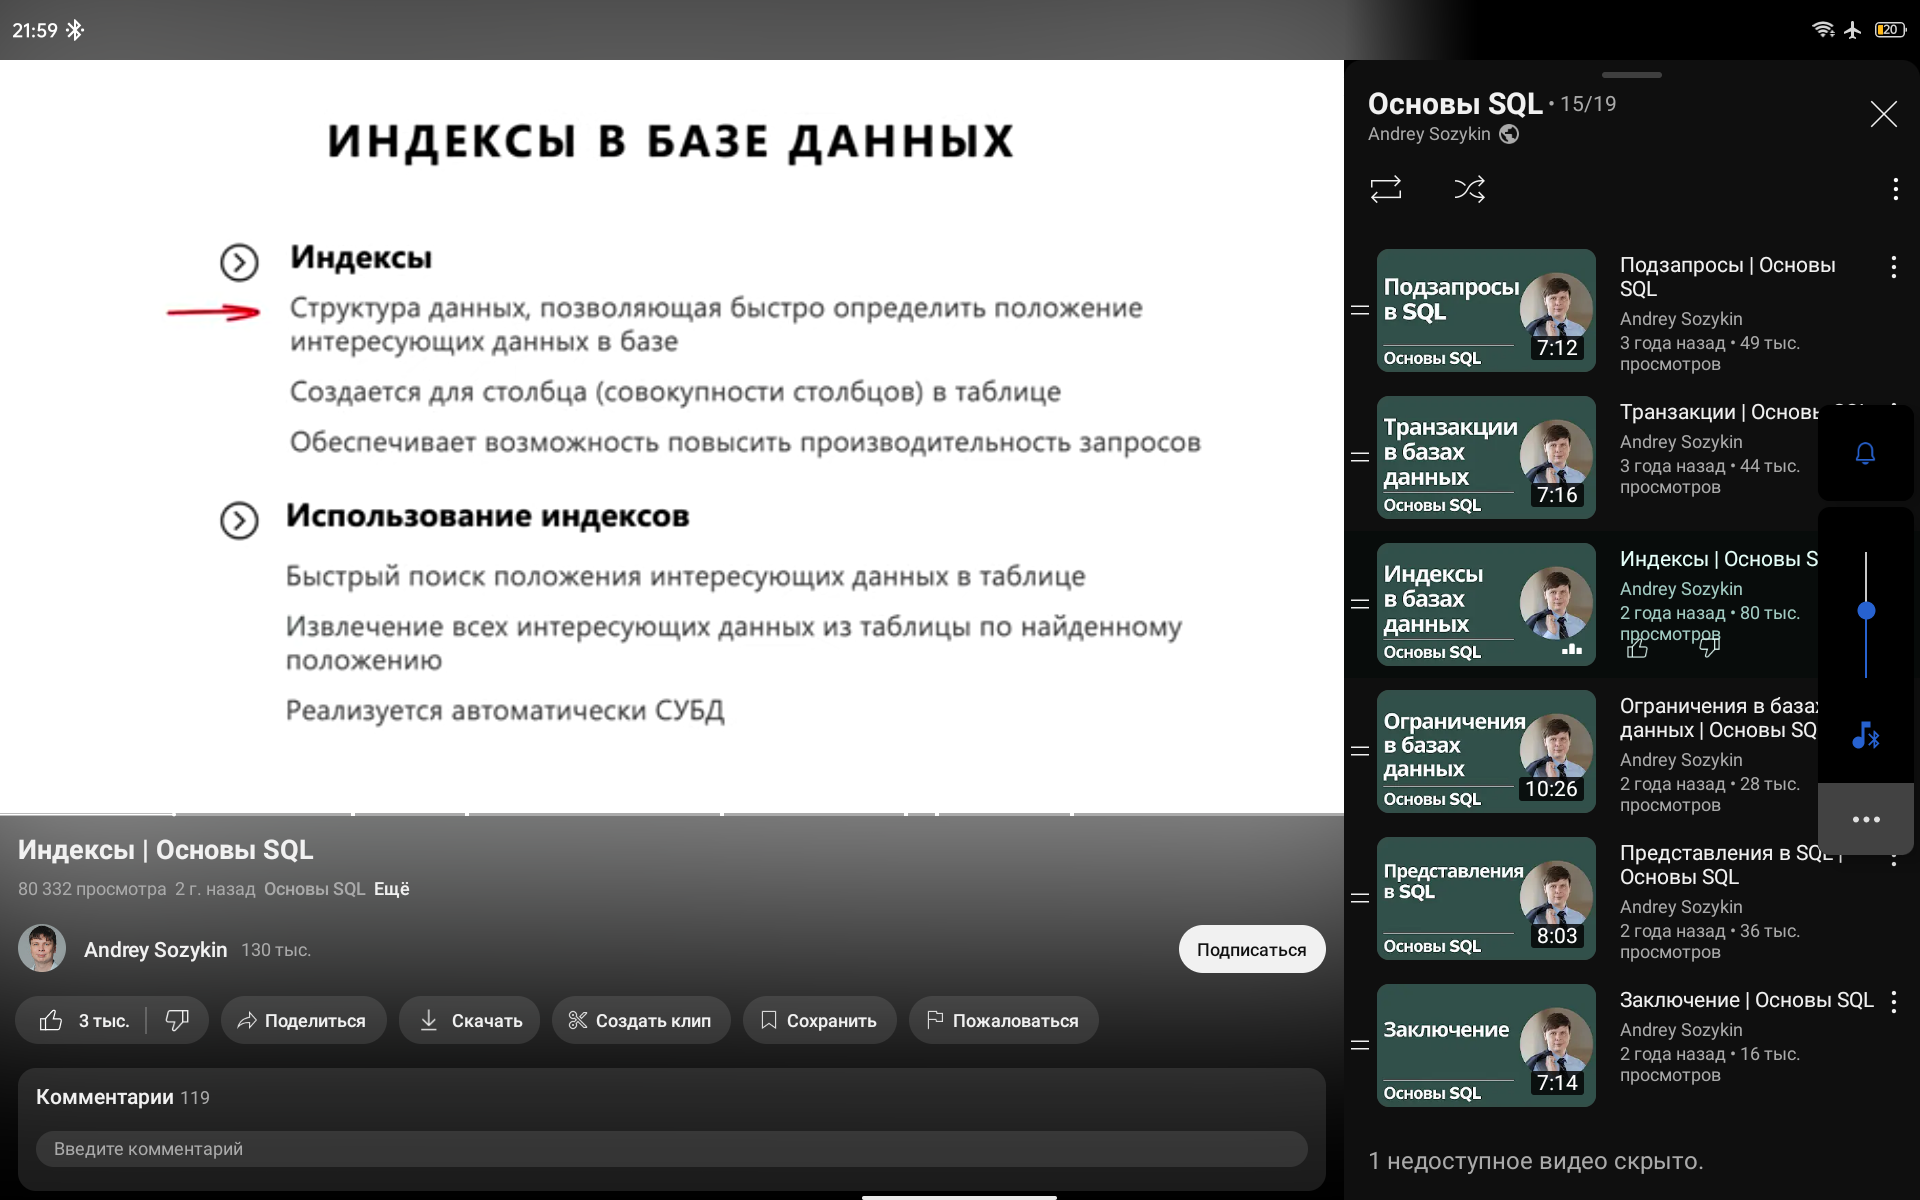 21:59
20
ИНДЕКСЫ В БАЗЕ ДАННЫХ
Индексы
Структура данных, позволяющая быстро определить положение
интересующих данных в базе
Создается для столбца (совокупности столбцов) в таблице
Обеспечивает возможность повысить производительность запросов
Использование индексов
Быстрый поиск положения интересующих данных в таблице
Извлечение всех интересующих данных из таблицы по найденному
положению
Реализуется автоматически СУБД
Индексы | Основы SQL
80 332 просмотра 2 г. назад Основы SQL Ещё
Andrey Sozykin 130 тыс.
Подписаться
3 тыс.
Поделиться
Скачать
Создать клип
Сохранить
Пожаловаться
Комментарии 119
Введите комментарий
Основы SQL • 15/19
Andrey Sozykin
Подзапросы
в SQL
7:12
Основы SQL
Подзапросы | Основы
SQL
Andrey Sozykin
3 года назад • 49 тыс.
просмотров
Транзакции
в базах
данных
7:16
Основы SQL
Транзакции | Основы
Andrey Sozykin
3 года назад • 44 тыс.
просмотров
Индексы
в базах
данных
Основы SQL
Индексы | Основы S
Andrey Sozykin
2 года назад • 80 тыс.
просмотров
Ограничения
в базах
данных
10:26
Основы SQL
Ограничения в базах
данных | Основы SQ
Andrey Sozykin
2 года назад • 28 тыс.
просмотров
Представления
в SQL
8:03
Основы SQL
Представления в SQL |
Основы SQL
Andrey Sozykin
2 года назад • 36 тыс.
просмотров
Заключение
7:14
Основы SQL
Заключение | Основы SQL
Andrey Sozykin
2 года назад • 16 тыс.
просмотров
1 недоступное видео скрыто.